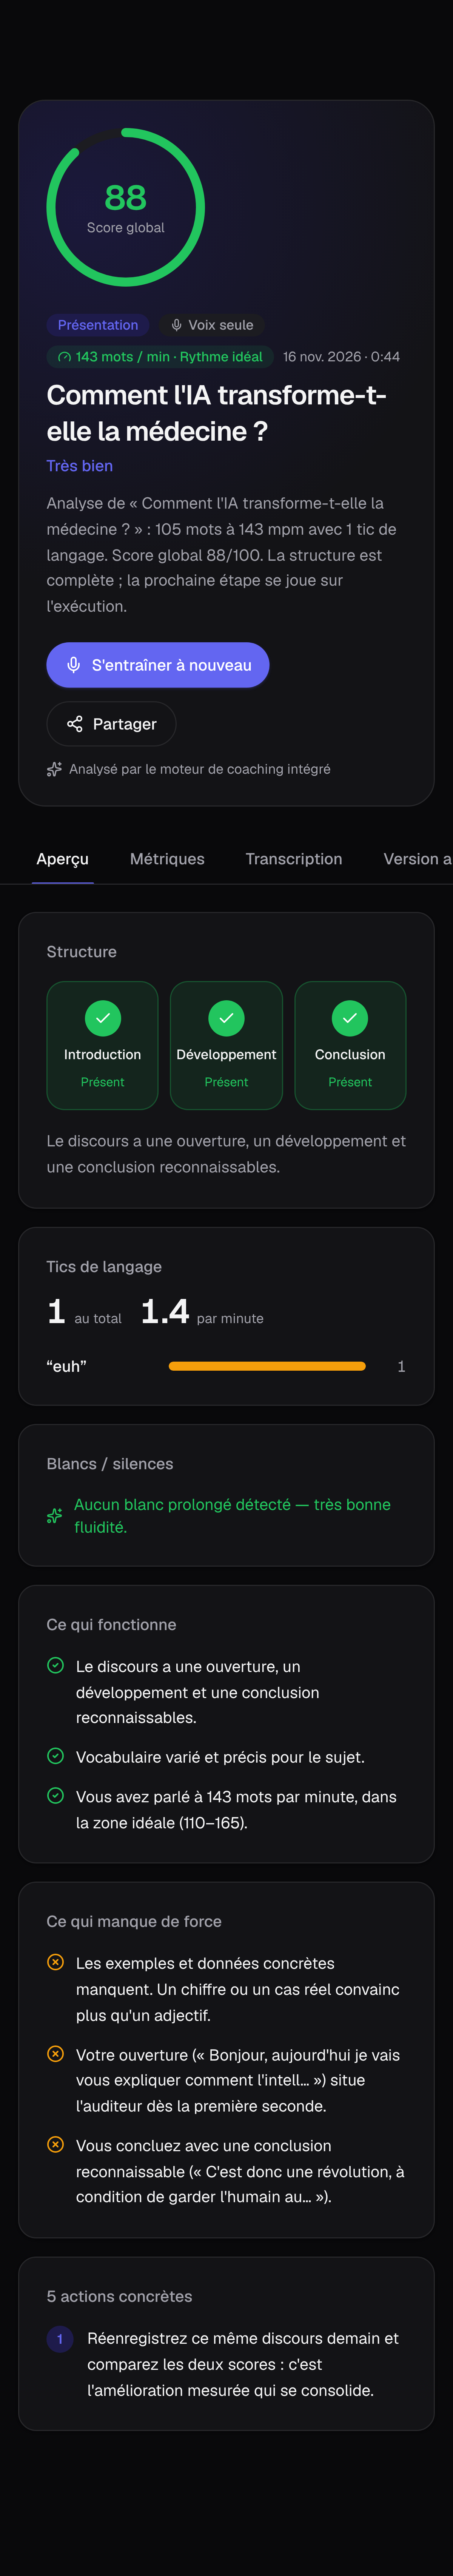 88
Score global
Présentation
Voix seule
143 mots / min · Rythme idéal
16 nov. 2026 · 0:44
Comment l'IA transforme-t-
elle la médecine ?
Très bien
Analyse de « Comment l'IA transforme-t-elle la
médecine ? » : 105 mots à 143 mpm avec 1 tic de
langage. Score global 88/100. La structure est
complète ; la prochaine étape se joue sur
l'exécution.
S'entraîner à nouveau
Partager
Analysé par le moteur de coaching intégré
Aperçu
Métriques
Transcription
Version a
Structure
Introduction
Développement
Conclusion
Présent
Présent
Présent
Le discours a une ouverture, un développement et
une conclusion reconnaissables.
Tics de langage
1 au total 1.4 par minute
“euh” 1
Blancs / silences
Aucun blanc prolongé détecté — très bonne
fluidité.
Ce qui fonctionne
Le discours a une ouverture, un
développement et une conclusion
reconnaissables.
Vocabulaire varié et précis pour le sujet.
Vous avez parlé à 143 mots par minute, dans
la zone idéale (110–165).
Ce qui manque de force
Les exemples et données concrètes
manquent. Un chiffre ou un cas réel convainc
plus qu'un adjectif.
Votre ouverture (« Bonjour, aujourd'hui je vais
vous expliquer comment l'intell… ») situe
l'auditeur dès la première seconde.
Vous concluez avec une conclusion
reconnaissable (« C'est donc une révolution, à
condition de garder l'humain au… »).
5 actions concrètes
1
Réenregistrez ce même discours demain et
comparez les deux scores : c'est
l'amélioration mesurée qui se consolide.